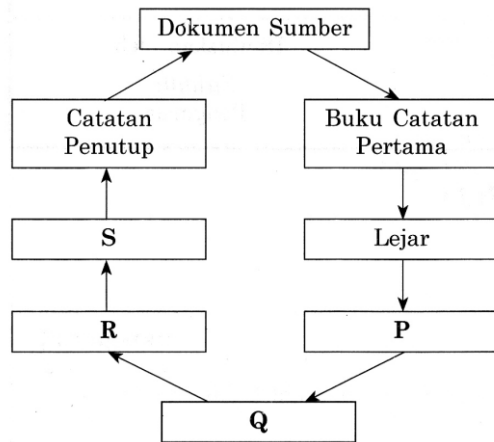 Dokumen Sumber
Catatan
Penutup
Buku Catatan
Pertama
S
Lejar
R
P
Q